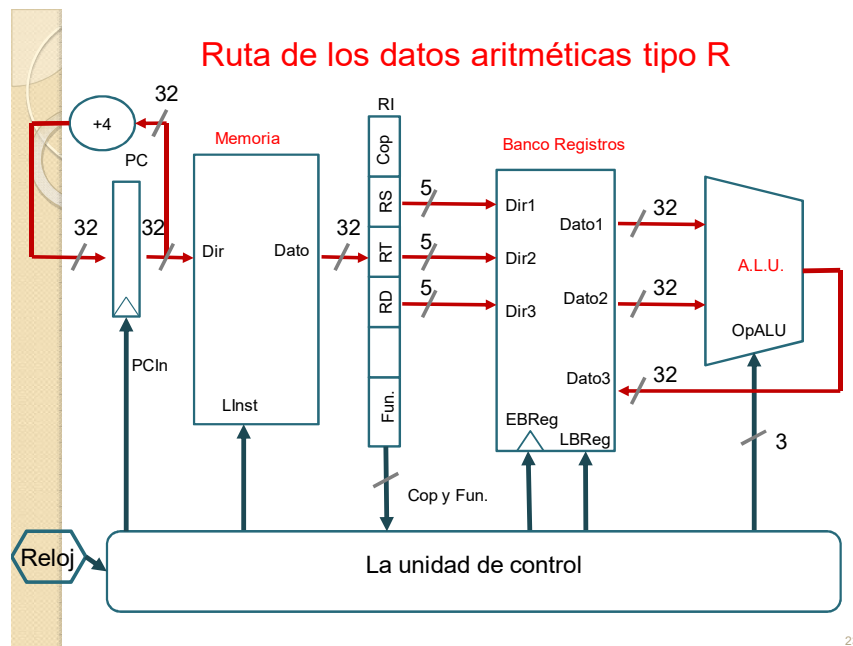 Ruta de los datos aritméticas tipo R
32
+4
PC
32
32
PCIn
Memoria
Dir
Dato
LInst
32
RI
Cop
RS
RT
RD
Fun.
5
5
5
Cop y Fun.
Banco Registros
Dir1
Dir2
Dir3
Dato1
Dato2
Dato3
EBReg
LBReg
32
32
32
A.L.U.
OpALU
3
Reloj
La unidad de control